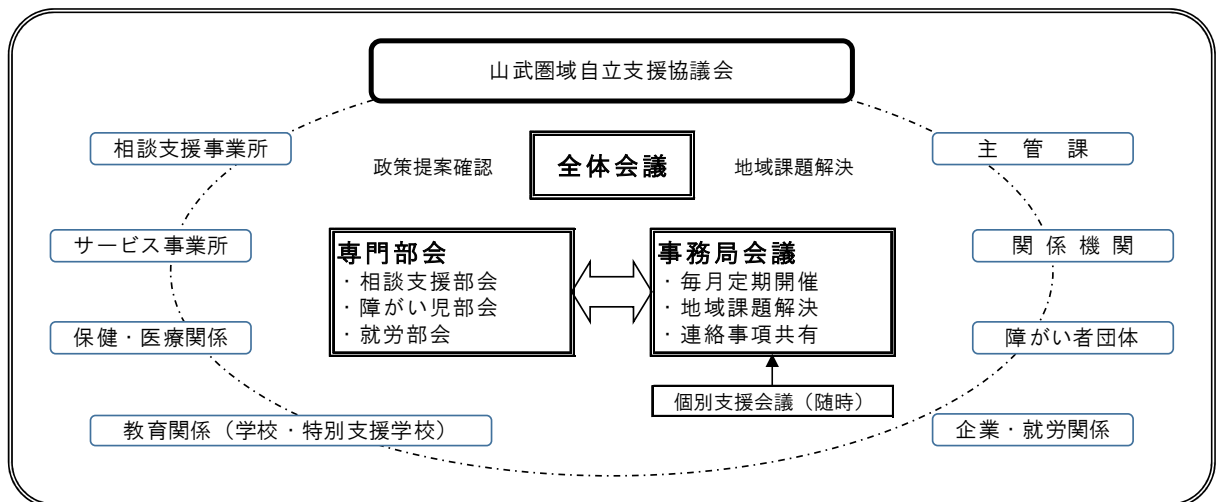 山武圏域自立支援協議会
相談支援事業所
政策提案確認
全体会議
地域課題解決
主管課
サービス事業所
専門部会
・相談支援部会
・障がい児部会
・就労部会
事務局会議
・毎月定期開催
・地域課題解決
・連絡事項共有
関係機関
保健・医療関係
障がい者団体
個別支援会議（随時）
教育関係（学校・特別支援学校）
企業・就労関係